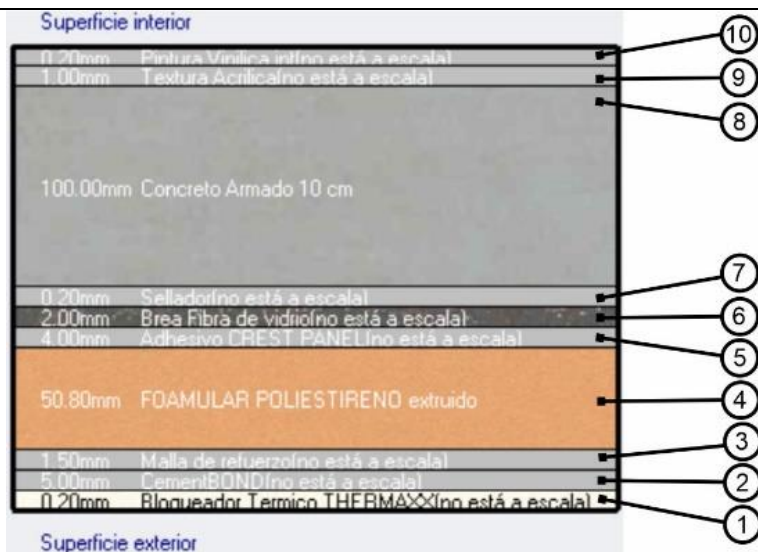 Superficie interior
10
0.20mm Pintura Vinilica int(no está a escala)
1.00mm Textura Acrilica(no está a escala)
9
8
100.00mm Concreto Armado 10 cm
7
0.20mm Sellador(no está a escala)
2.00mm Brea Fibra de vidrio(no está a escala)
6
4.00mm Adhesivo CREST PANEL(no está a escala)
5
50.80mm FOAMULAR POLIESTIRENO extruido
4
3
1.50mm Malla de refuerzo(no está a escala)
5.00mm CementBOND(no está a escala)
2
0.20mm Bloqueador Termico THERMAXX(no está a escala)
1
Superficie exterior